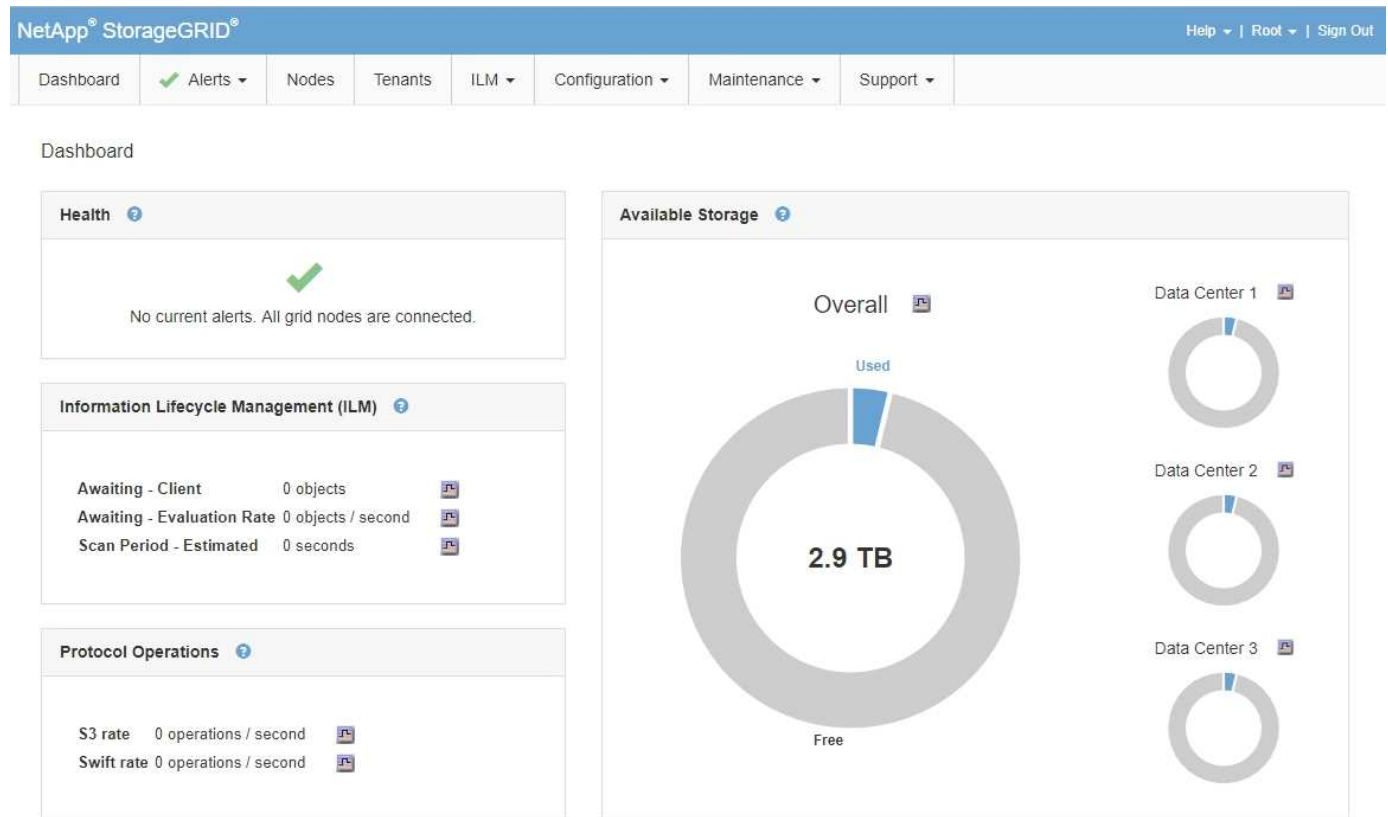 NetApp® StorageGRID®
Help | Root | Sign Out
Dashboard Alerts Nodes Tenants ILM Configuration Maintenance Support
Dashboard
Health
No current alerts. All grid nodes are connected.
Information Lifecycle Management (ILM)
Awaiting - Client 0 objects
Awaiting - Evaluation Rate 0 objects / second
Scan Period - Estimated 0 seconds
Protocol Operations
S3 rate 0 operations / second
Swift rate 0 operations / second
Available Storage
Overall
Used
2.9 TB
Free
Data Center 1
Data Center 2
Data Center 3